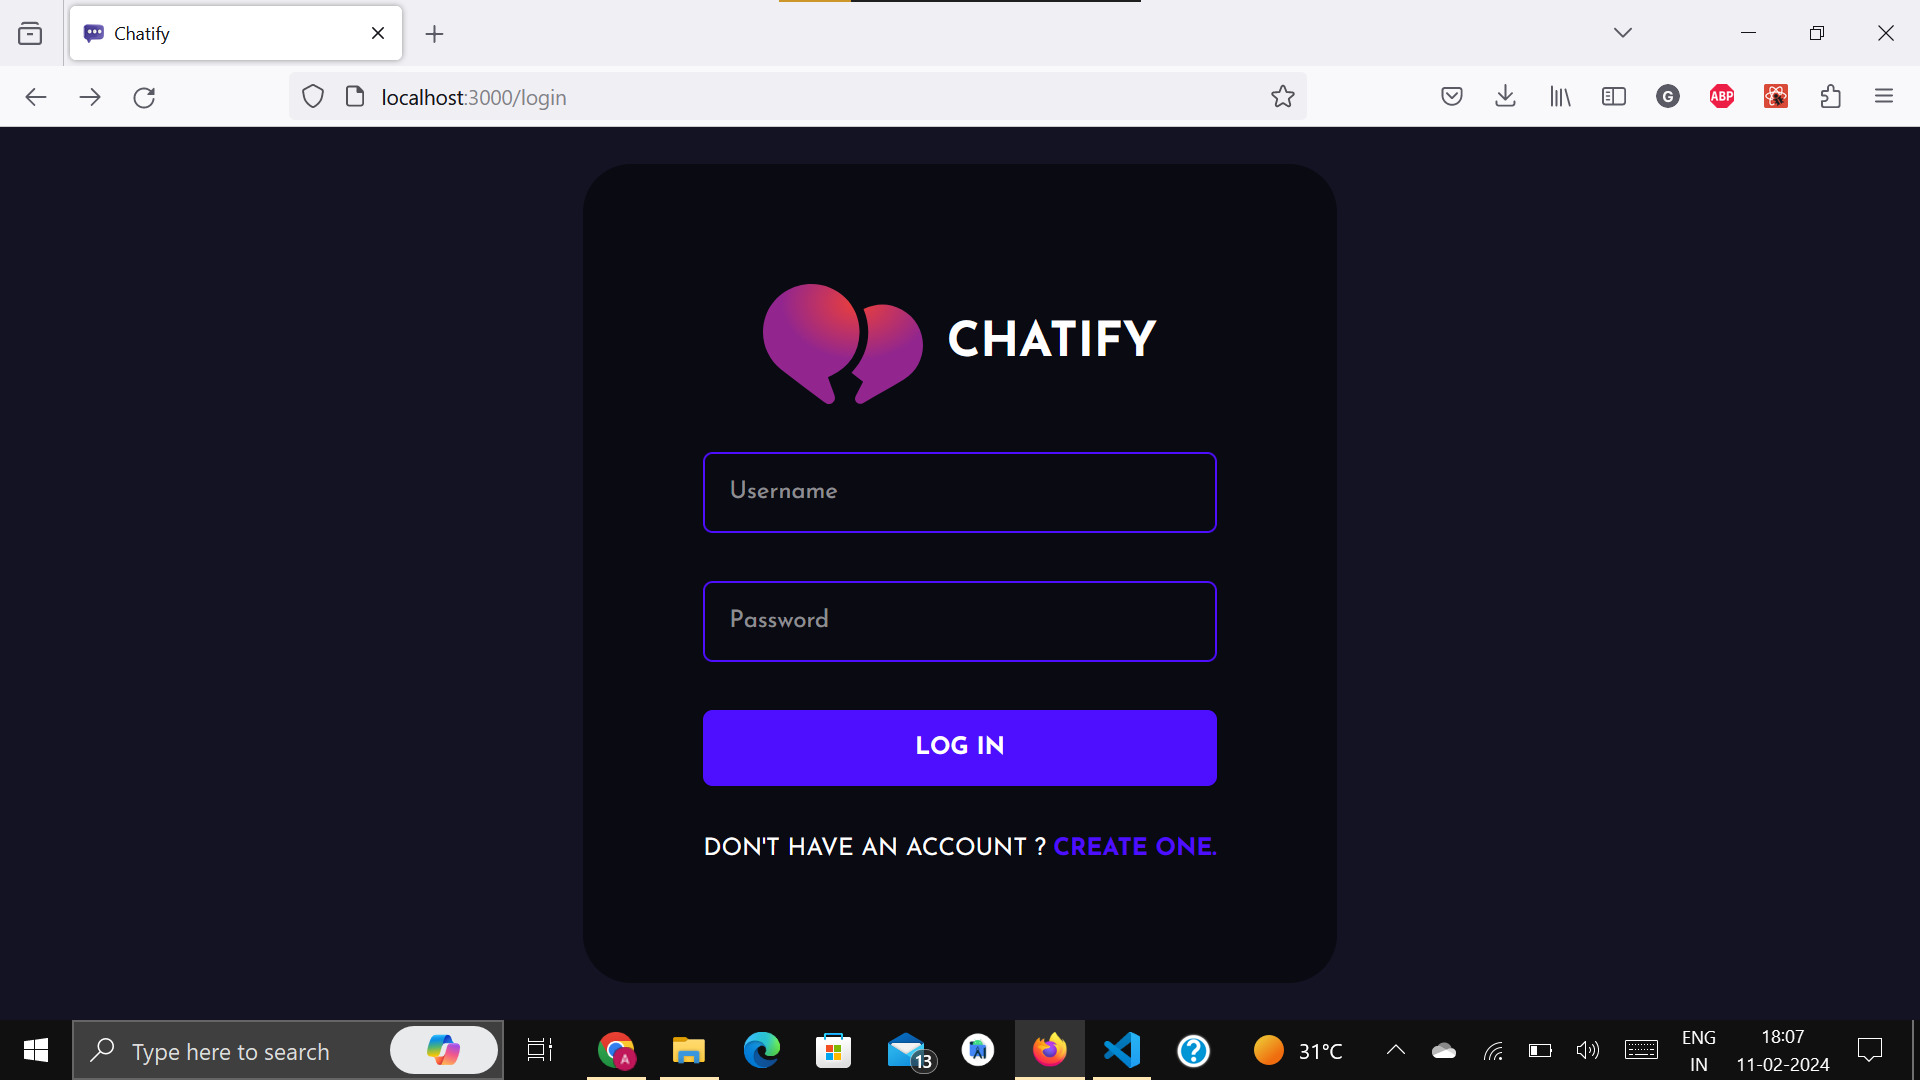 Chatify
localhost:3000/login
G
ABP
CHATIFY
Username
Password
LOG IN
DON'T HAVE AN ACCOUNT ? CREATE ONE.
Type here to search
A
13
31°C
ENG
IN
18:07
11-02-2024